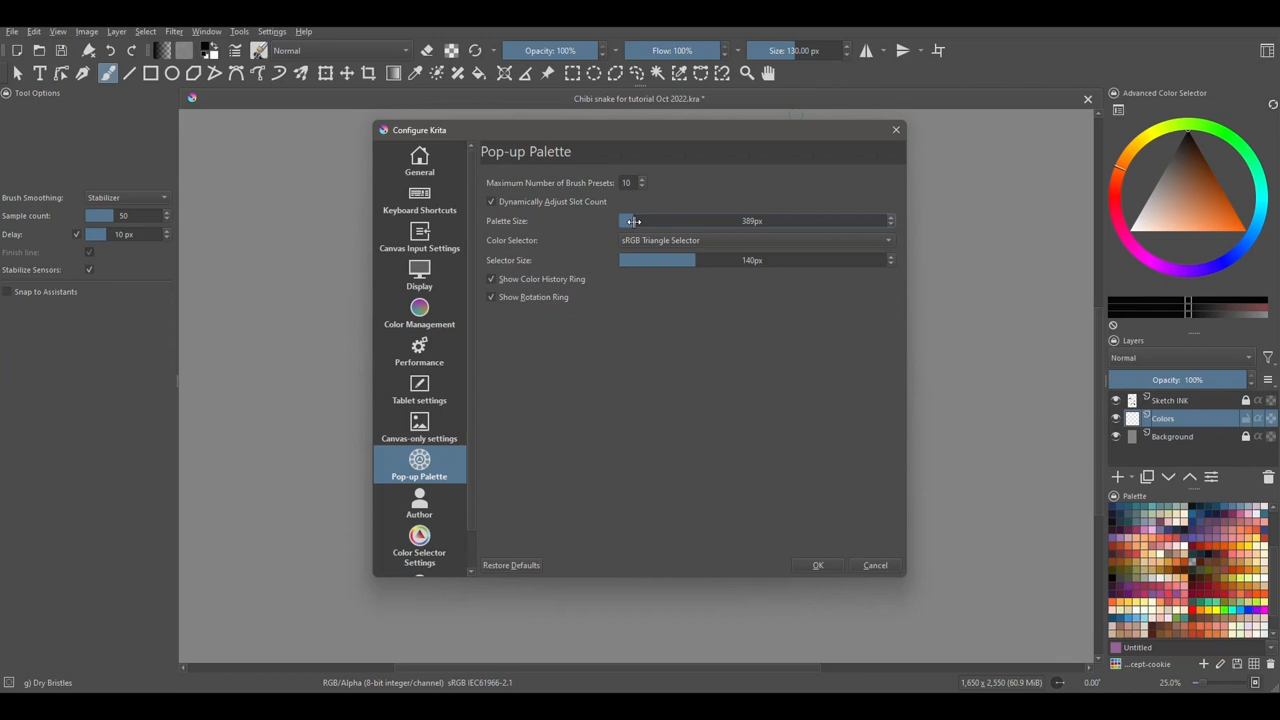 File Edit View Image Layer Select Filter Window Tools Settings Help
Normal
Opacity: 100%
Flow: 100%
Size: 130.00 px
Tool Options
Chibi snake for tutorial Oct 2022.kra *
Advanced Color Selector
Brush Smoothing: Stabilizer
Sample count: 50
Delay: 10 px
Finish line:
Stabilize Sensors:
Snap to Assistants
Configure Krita
General
Keyboard Shortcuts
Canvas Input Settings
Display
Color Management
Performance
Tablet settings
Canvas-only settings
Pop-up Palette
Author
Color Selector
Settings
Pop-up Palette
Maximum Number of Brush Presets: 10
Dynamically Adjust Slot Count
Palette Size: 389px
Color Selector: sRGB Triangle Selector
Selector Size: 140px
Show Color History Ring
Show Rotation Ring
Restore Defaults
OK
Cancel
Layers
Normal
Opacity: 100%
Sketch INK
Colors
Background
Palette
Untitled
...cept-cookie
g) Dry Bristles
RGB/Alpha (8-bit integer/channel) sRGB IEC61966-2.1
1,650 x 2,550 (60.9 MiB)
0.00°
25.0%